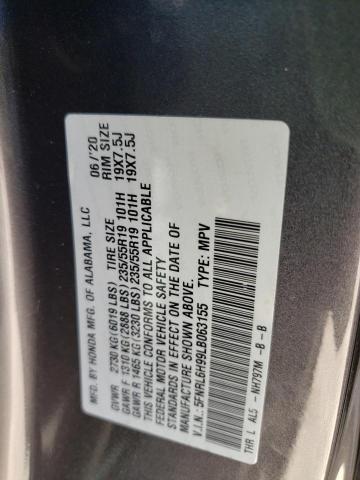 MFD. BY HONDA MFG. OF ALABAMA, LLC 06/'20
TIRE SIZE RIM SIZE
GVWR 2730 KG (6019 LBS)
GAWR F 1310 KG (2888 LBS) 235/55R19 101H 19X7.5J
GAWR R 1465 KG (3230 LBS) 235/55R19 101H 19X7.5J
THIS VEHICLE CONFORMS TO ALL APPLICABLE
FEDERAL MOTOR VEHICLE SAFETY
STANDARDS IN EFFECT ON THE DATE OF
MANUFACTURE SHOWN ABOVE.
V.I.N.: 5FNRL6H99LB063155 TYPE: MPV
THR L AL5 - NH797M -B -B